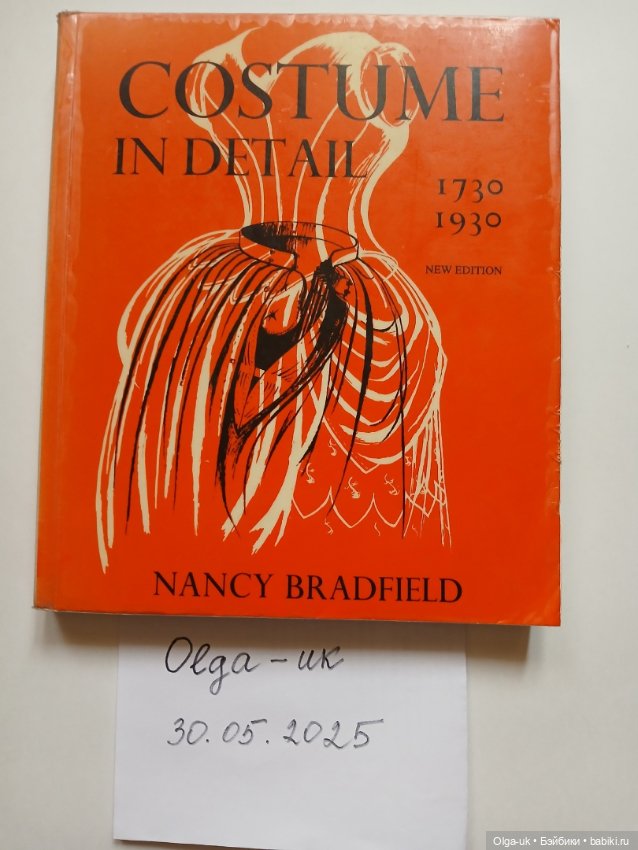 COSTUME
IN DETAIL
1730
1930
NEW EDITION
NANCY BRADFIELD
Olga-uk
30.05.2025
Olga-uk • Бэйбики • babiki.ru